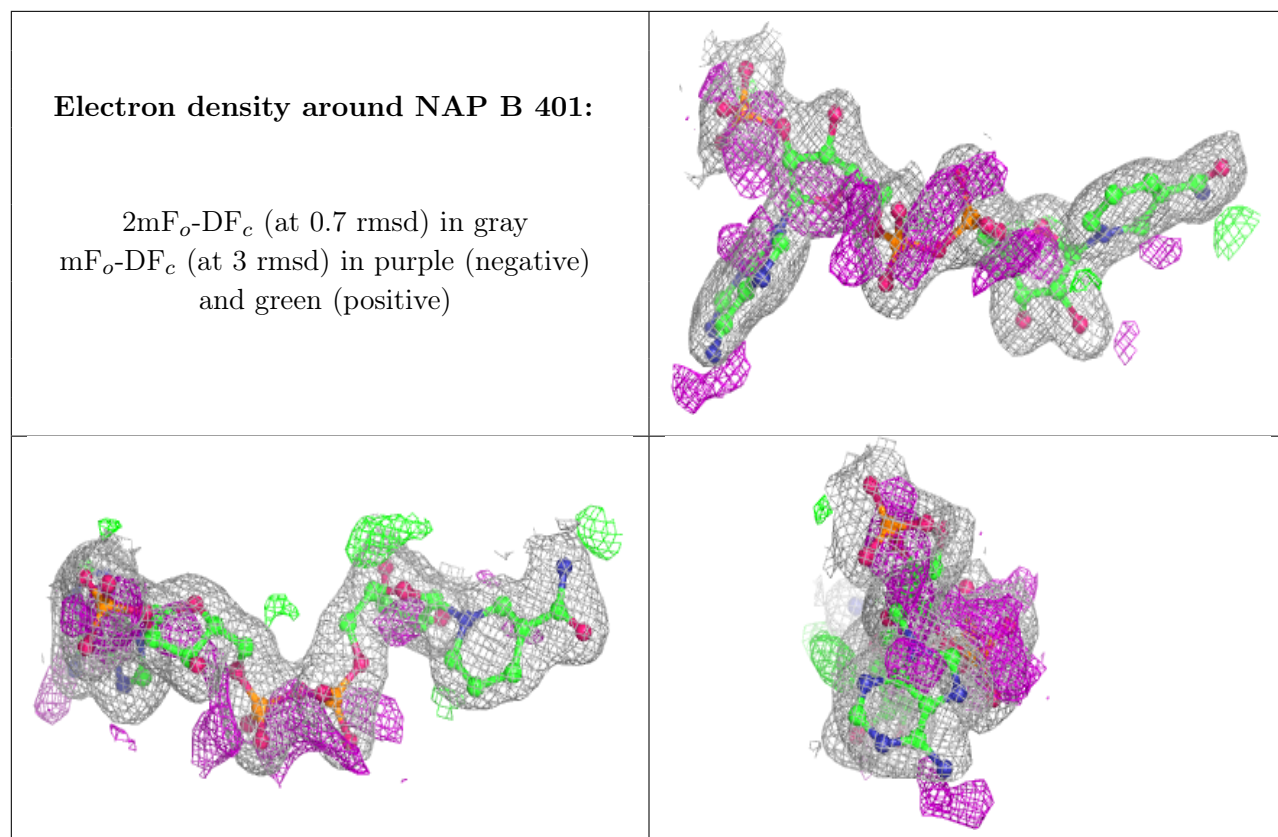 Electron density around NAP B 401:
2mFo-DFc (at 0.7 rmsd) in gray
mFo-DFc (at 3 rmsd) in purple (negative)
and green (positive)